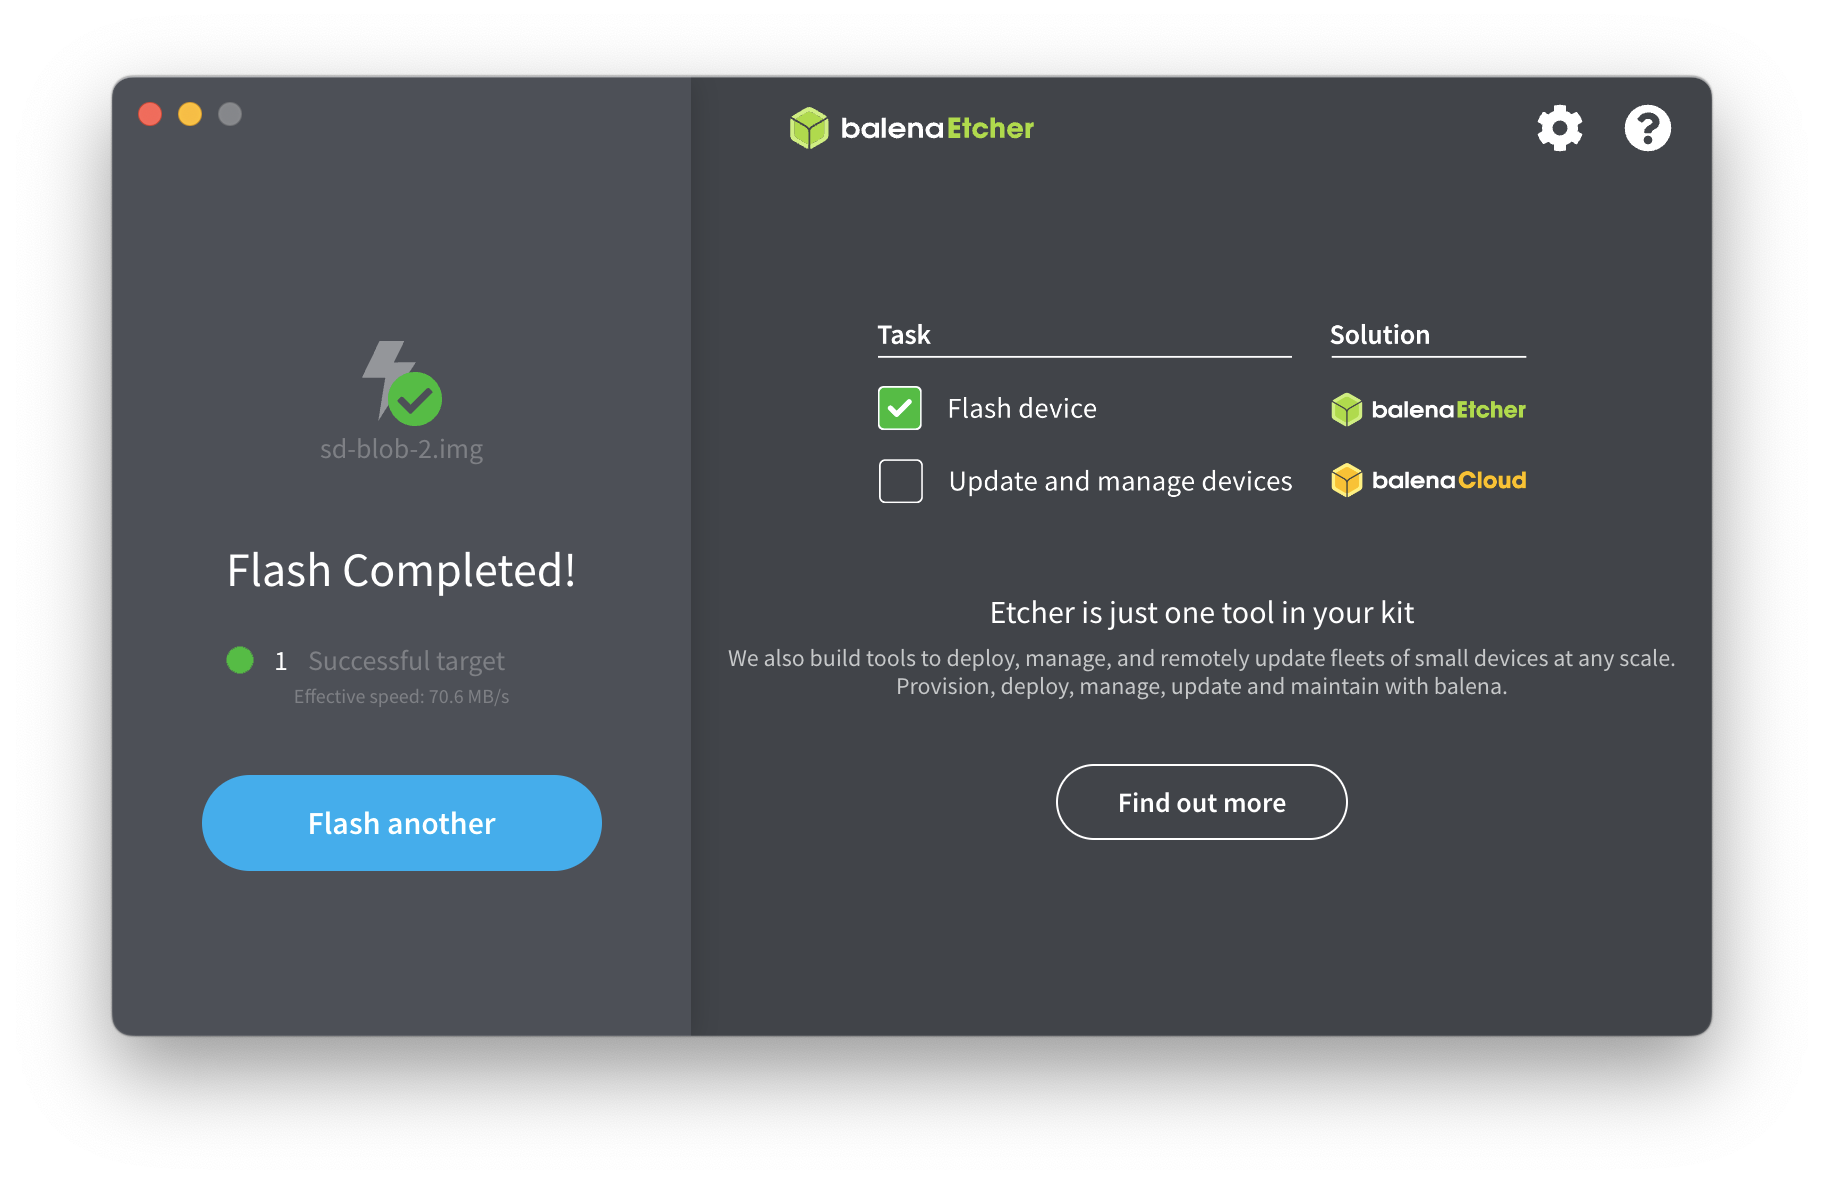 balenaEtcher
sd-blob-2.img
Flash Completed!
1 Successful target
Effective speed: 70.6 MB/s
Flash another
Task Solution
Flash device balenaEtcher
Update and manage devices balenaCloud
Etcher is just one tool in your kit
We also build tools to deploy, manage, and remotely update fleets of small devices at any scale.
Provision, deploy, manage, update and maintain with balena.
Find out more